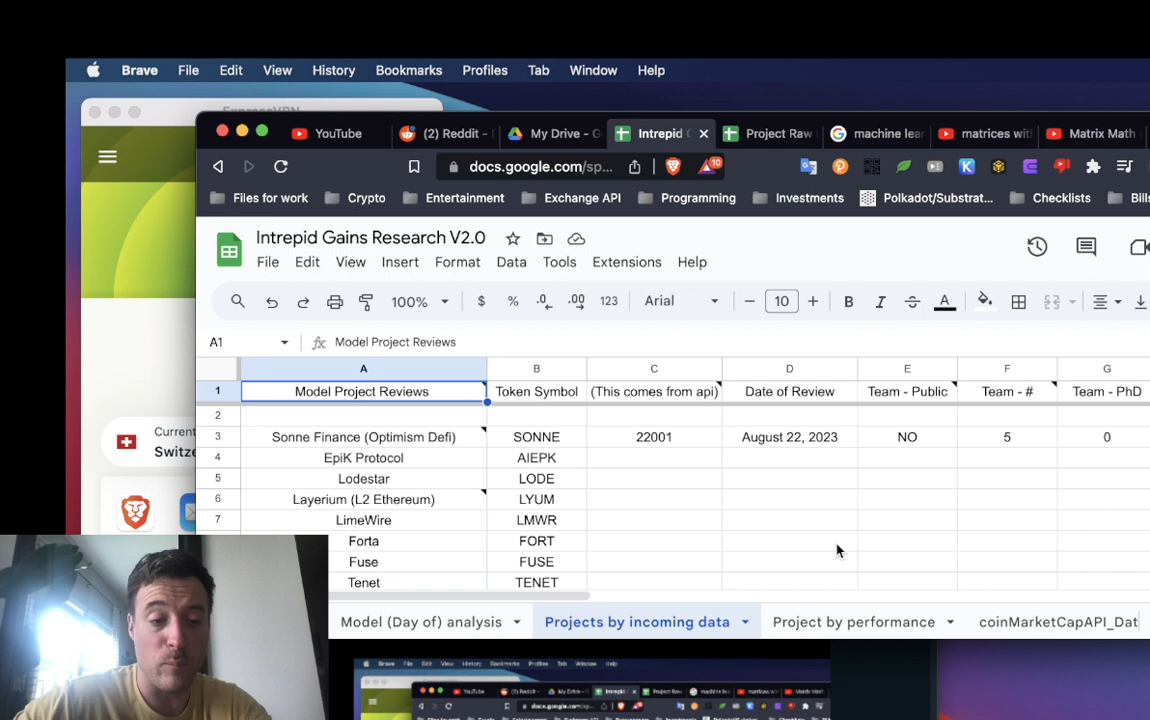 Brave File Edit View History Bookmarks Profiles Tab Window Help
ExpressVPN
YouTube (2) Reddit - My Drive - G Intrepid Project Raw machine lear matrices wit Matrix Math
docs.google.com/sp... 10
Files for work Crypto Entertainment Exchange API Programming Investments Polkadot/Substrat... Checklists Bills
Intrepid Gains Research V2.0
File Edit View Insert Format Data Tools Extensions Help
100% $ % .0 .00 123 Arial 10 B I A
A1 fx Model Project Reviews
A B C D E F G
1 Model Project Reviews Token Symbol (This comes from api) Date of Review Team - Public Team - # Team - PhD
2
3 Sonne Finance (Optimism Defi) SONNE 22001 August 22, 2023 NO 5 0
4 EpiK Protocol AIEPK
5 Lodestar LODE
6 Layerium (L2 Ethereum) LYUM
7 LimeWire LMWR
Forta FORT
Fuse FUSE
Tenet TENET
Current
Switze
Model (Day of) analysis Projects by incoming data Project by performance coinMarketCapAPI_Dat